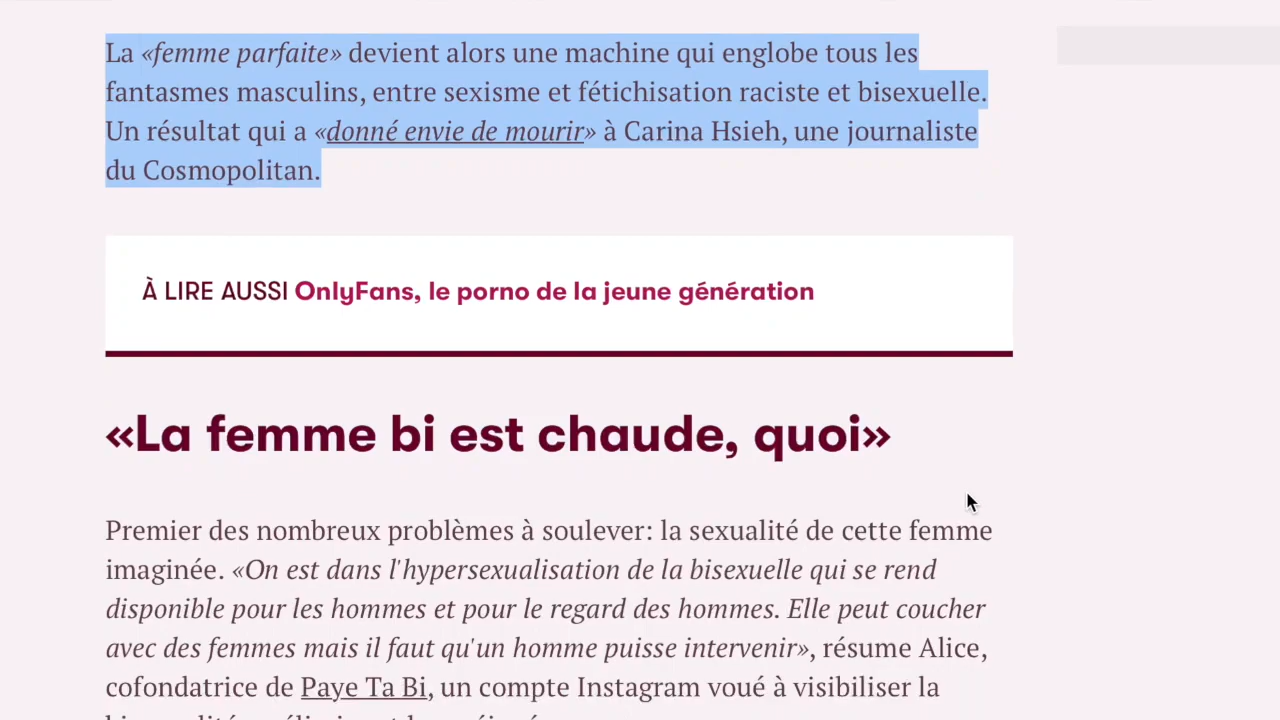 La «femme parfaite» devient alors une machine qui englobe tous les
fantasmes masculins, entre sexisme et fétichisation raciste et bisexuelle.
Un résultat qui a «donné envie de mourir» à Carina Hsieh, une journaliste
du Cosmopolitan.
À LIRE AUSSI OnlyFans, le porno de la jeune génération
«La femme bi est chaude, quoi»
Premier des nombreux problèmes à soulever: la sexualité de cette femme
imaginée. «On est dans l'hypersexualisation de la bisexuelle qui se rend
disponible pour les hommes et pour le regard des hommes. Elle peut coucher
avec des femmes mais il faut qu'un homme puisse intervenir», résume Alice,
cofondatrice de Paye Ta Bi, un compte Instagram voué à visibiliser la